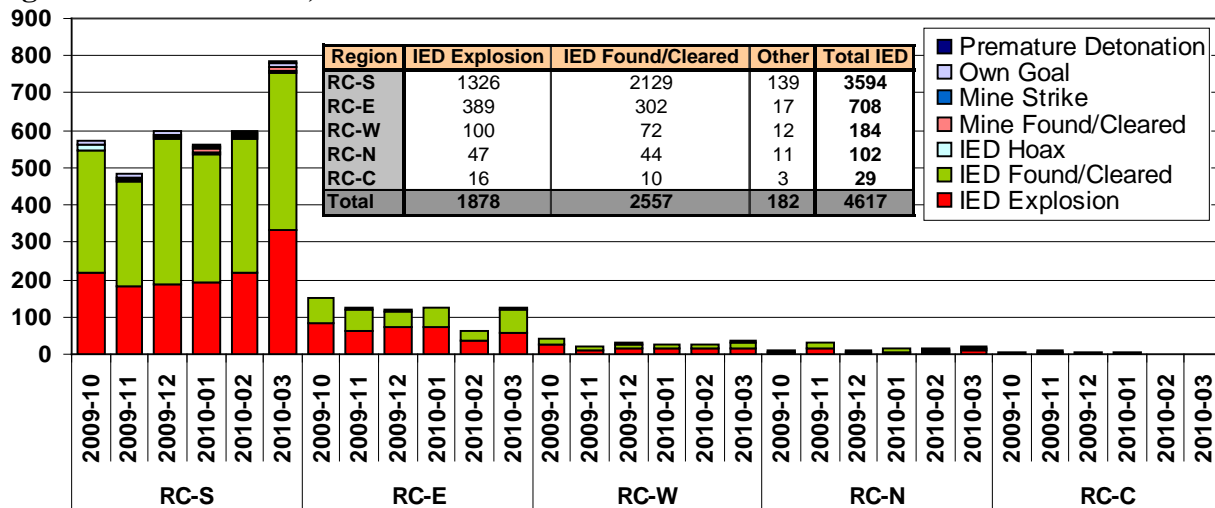 900
800
700
600
500
400
300
200
100
0
Region IED Explosion IED Found/Cleared Other Total IED
RC-S 1326 2129 139 3594
RC-E 389 302 17 708
RC-W 100 72 12 184
RC-N 47 44 11 102
RC-C 16 10 3 29
Total 1878 2557 182 4617
Premature Detonation
Own Goal
Mine Strike
Mine Found/Cleared
IED Hoax
IED Found/Cleared
IED Explosion
2009-10 2009-11 2009-12 2010-01 2010-02 2010-03 2009-10 2009-11 2009-12 2010-01 2010-02 2010-03 2009-10 2009-11 2009-12 2010-01 2010-02 2010-03 2009-10 2009-11 2009-12 2010-01 2010-02 2010-03 2009-10 2009-11 2009-12 2010-01 2010-02 2010-03
RC-S RC-E RC-W RC-N RC-C